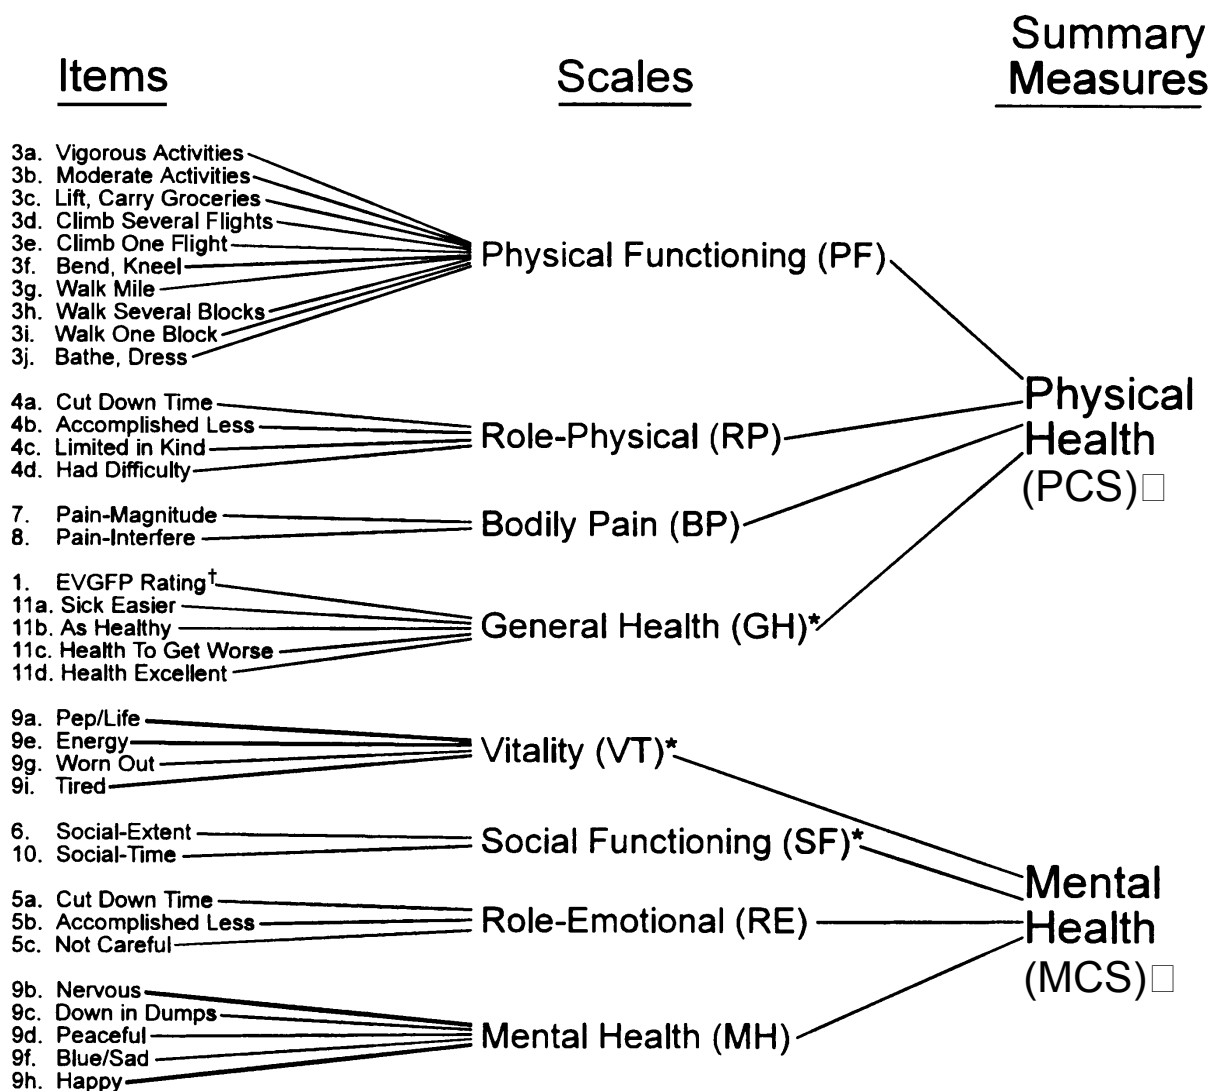 Items
Scales
Summary
Measures
3a. Vigorous Activities
3b. Moderate Activities
3c. Lift, Carry Groceries
3d. Climb Several Flights
3e. Climb One Flight
3f. Bend, Kneel
3g. Walk Mile
3h. Walk Several Blocks
3i. Walk One Block
3j. Bathe, Dress
Physical Functioning (PF)
4a. Cut Down Time
4b. Accomplished Less
4c. Limited in Kind
4d. Had Difficulty
Role-Physical (RP)
7. Pain-Magnitude
8. Pain-Interfere
Bodily Pain (BP)
1. EVGFP Rating†
11a. Sick Easier
11b. As Healthy
11c. Health To Get Worse
11d. Health Excellent
General Health (GH)*
Physical
Health
(PCS)□
9a. Pep/Life
9e. Energy
9g. Worn Out
9i. Tired
Vitality (VT)*
6. Social-Extent
10. Social-Time
Social Functioning (SF)*
5a. Cut Down Time
5b. Accomplished Less
5c. Not Careful
Role-Emotional (RE)
9b. Nervous
9c. Down in Dumps
9d. Peaceful
9f. Blue/Sad
9h. Happy
Mental Health (MH)
Mental
Health
(MCS)□